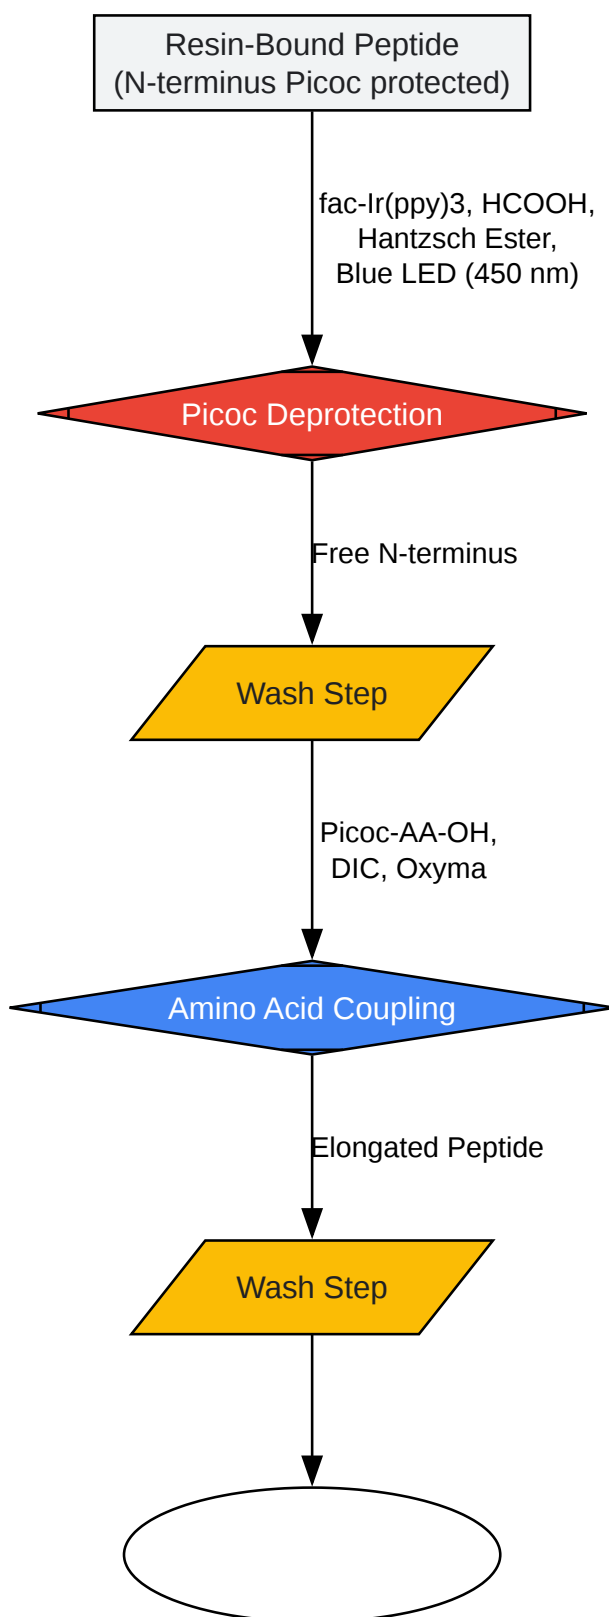 Resin-Bound Peptide
(N-terminus Picoc protected)
fac-Ir(ppy)3, HCOOH,
Hantzsch Ester,
Blue LED (450 nm)
Picoc Deprotection
Free N-terminus
Wash Step
Picoc-AA-OH,
DIC, Oxyma
Amino Acid Coupling
Elongated Peptide
Wash Step